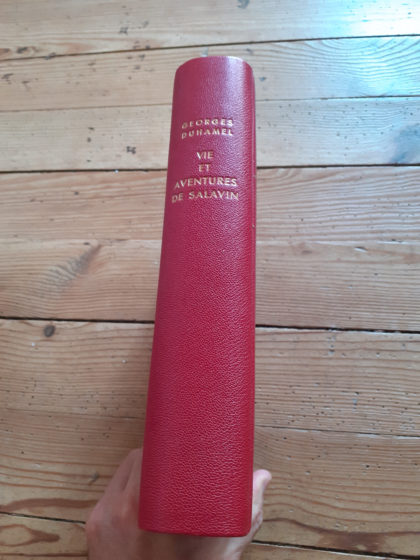 GEORGES
DUHAMEL
VIE
ET
AVENTURES
DE SALAVIN